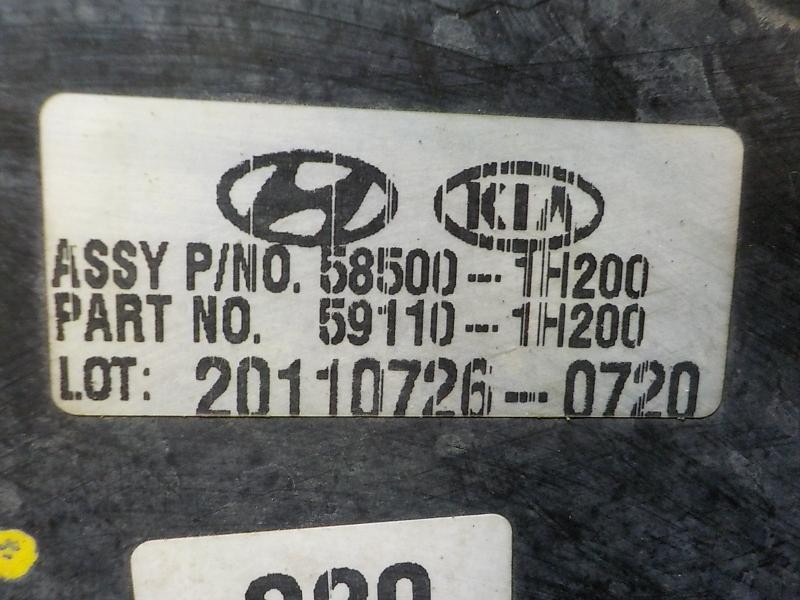 KIA
ASSY P/NO. 58500-1H200
PART NO. 59110-1H200
LOT: 20110726-0720